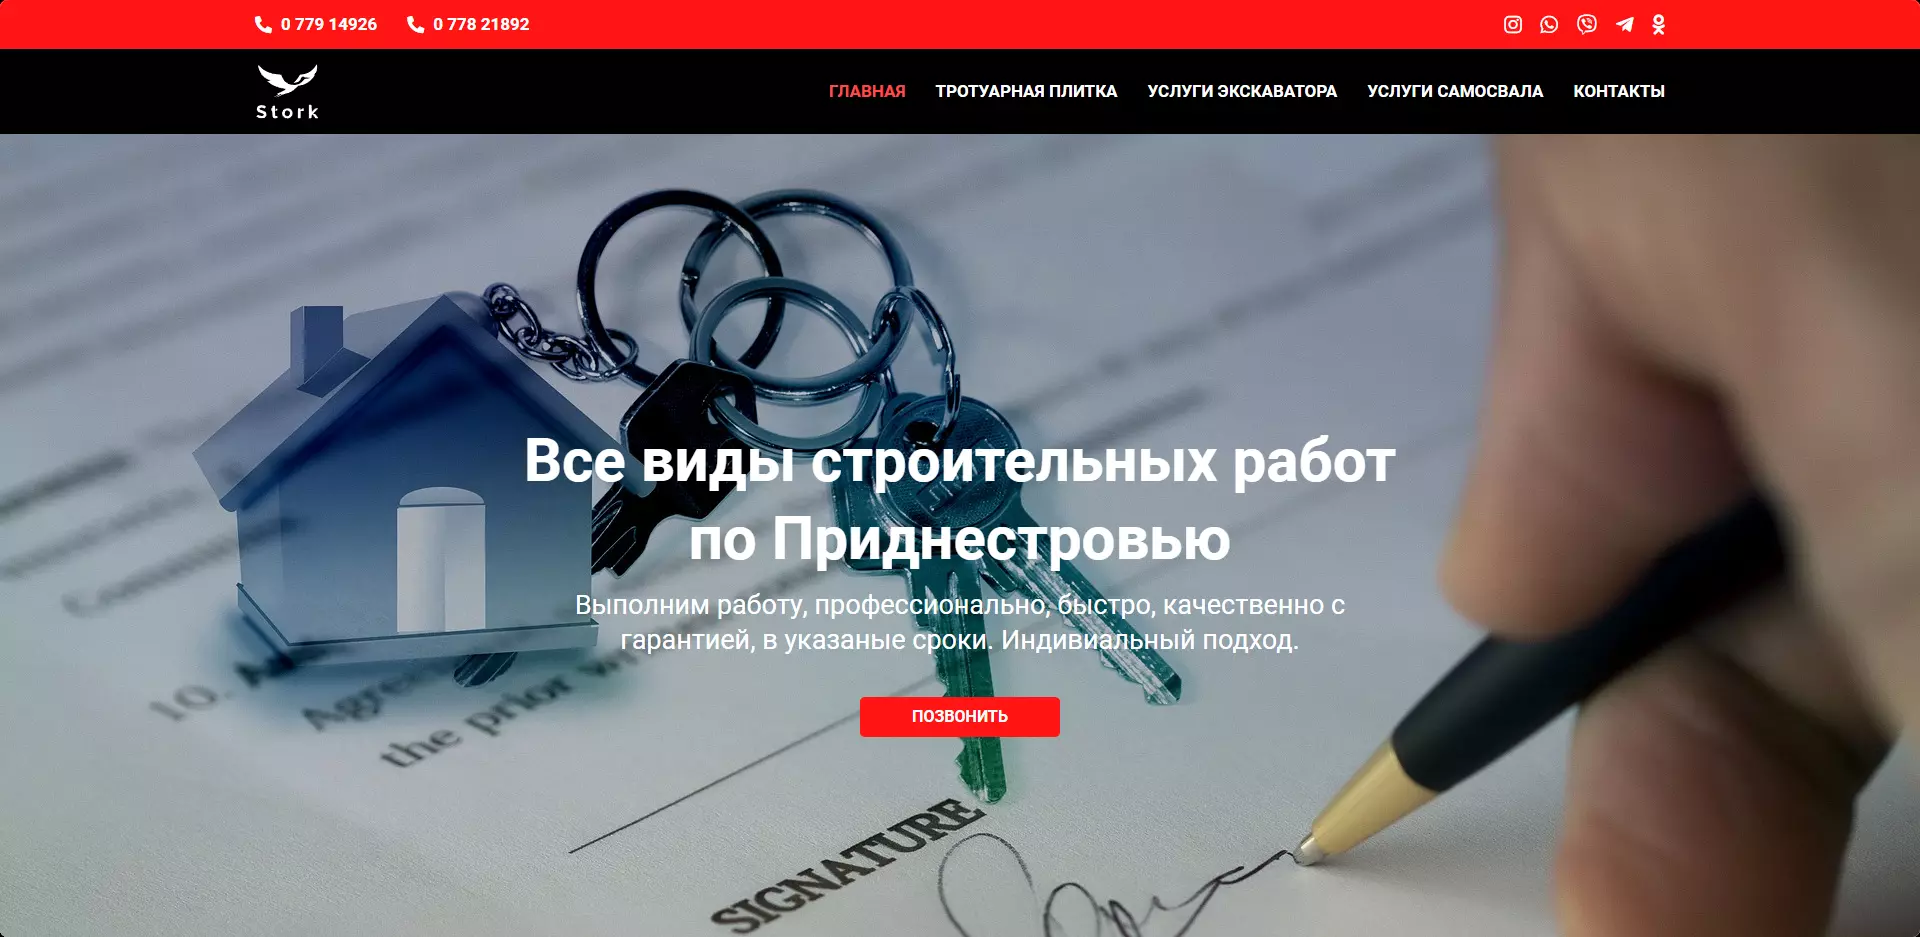 0 779 14926
0 778 21892
Stork
ГЛАВНАЯ
ТРОТУАРНАЯ ПЛИТКА
УСЛУГИ ЭКСКАВАТОРА
УСЛУГИ САМОСВАЛА
КОНТАКТЫ
Все виды строительных работ
по Приднестровью
Выполним работу, профессионально, быстро, качественно с
гарантией, в указаные сроки. Индивиальный подход.
ПОЗВОНИТЬ
10.
the prior
SIGNATURE